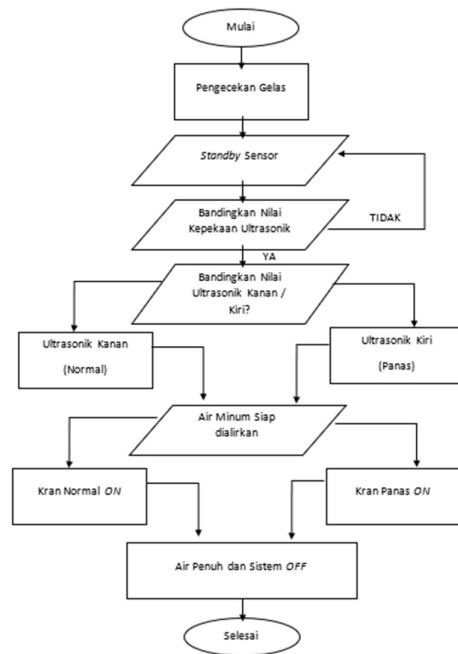 Mulai
Pengecekan Gelas
Standby Sensor
Bandingkan Nilai
Kepekaan Ultrasonik
TIDAK
YA
Bandingkan Nilai
Ultrasonik Kanan /
Kiri?
Ultrasonik Kanan
(Normal)
Ultrasonik Kiri
(Panas)
Air Minum Siap
dialirkan
Kran Normal ON
Kran Panas ON
Air Penuh dan Sistem OFF
Selesai